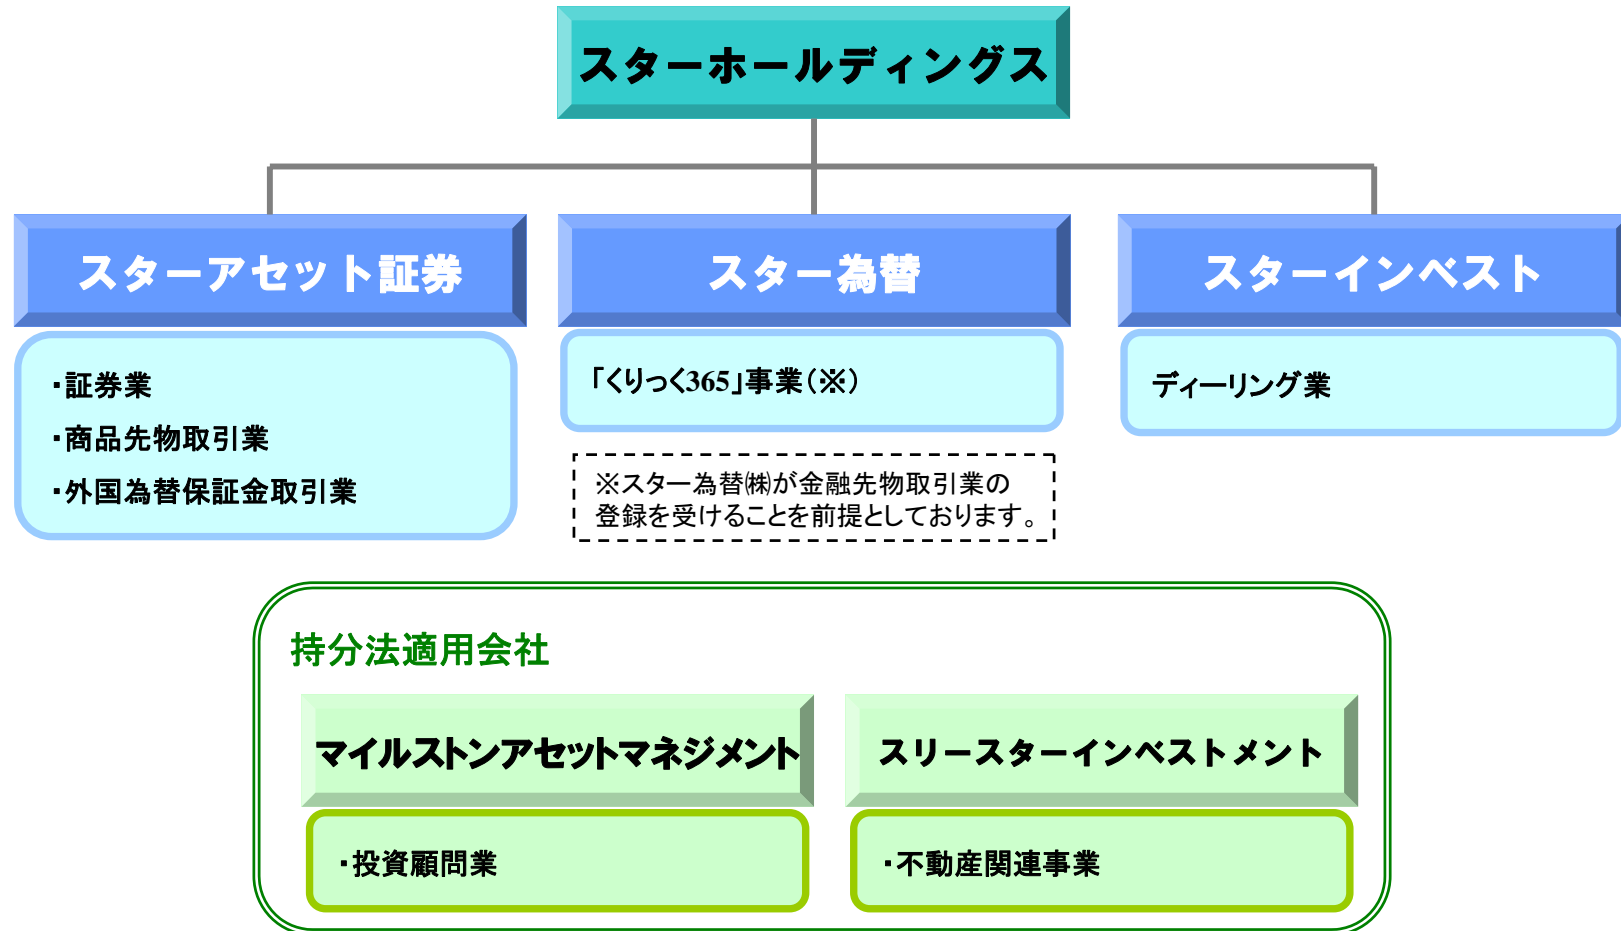 スターホールディングス
スターアセット証券
・証券業
・商品先物取引業
・外国為替保証金取引業
スター為替
「くりっく365」事業(※)
※スター為替㈱が金融先物取引業の
登録を受けることを前提としております。
スターインベスト
ディーリング業
持分法適用会社
マイルストンアセットマネジメント
・投資顧問業
スリースターインベストメント
・不動産関連事業